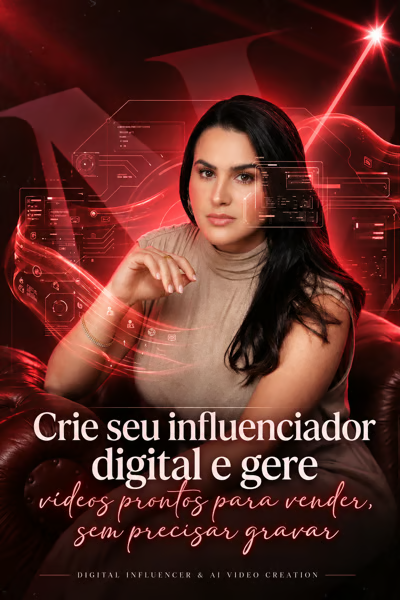 Crie seu influenciador
digital e gere
vídeos prontos para vender,
sem precisar gravar
DIGITAL INFLUENCER & AI VIDEO CREATION